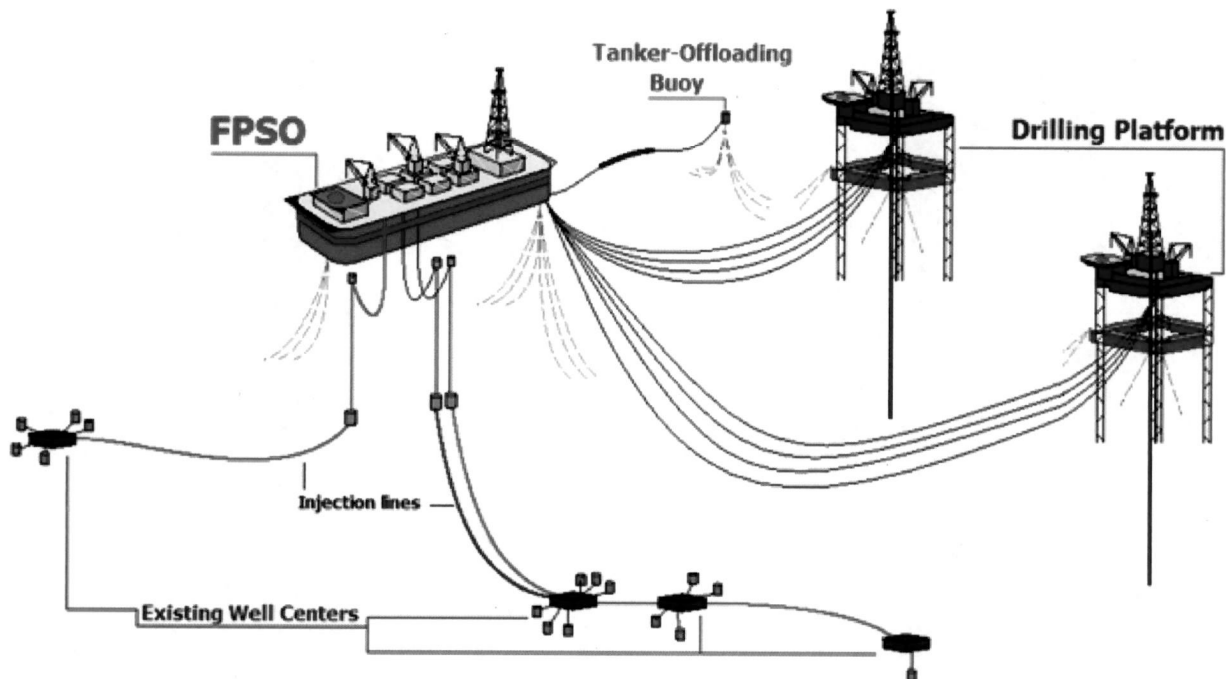 Tanker-Offloading
Buoy
FPSO
Drilling Platform
Injection lines
Existing Well Centers